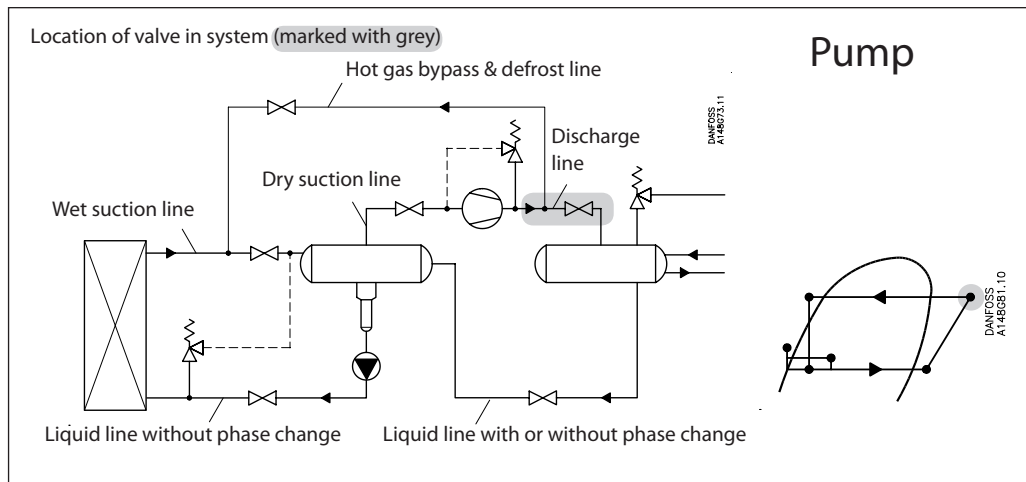 Location of valve in system (marked with grey)
Pump
Hot gas bypass & defrost line
DANFOSS
A148G73.11
Discharge
line
Dry suction line
Wet suction line
DANFOSS
A148G81.10
Liquid line without phase change
Liquid line with or without phase change